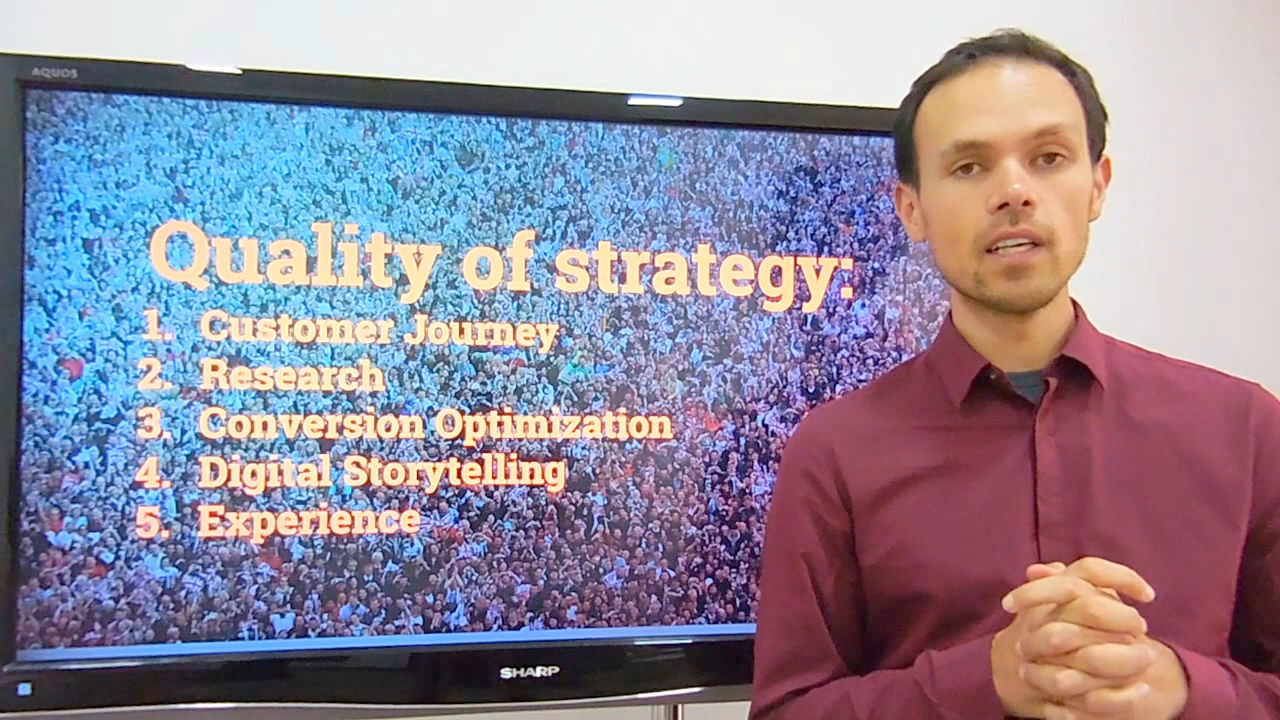 AQUOS
Quality of strategy:
1. Customer Journey
2. Research
3. Conversion Optimization
4. Digital Storytelling
5. Experience
SHARP